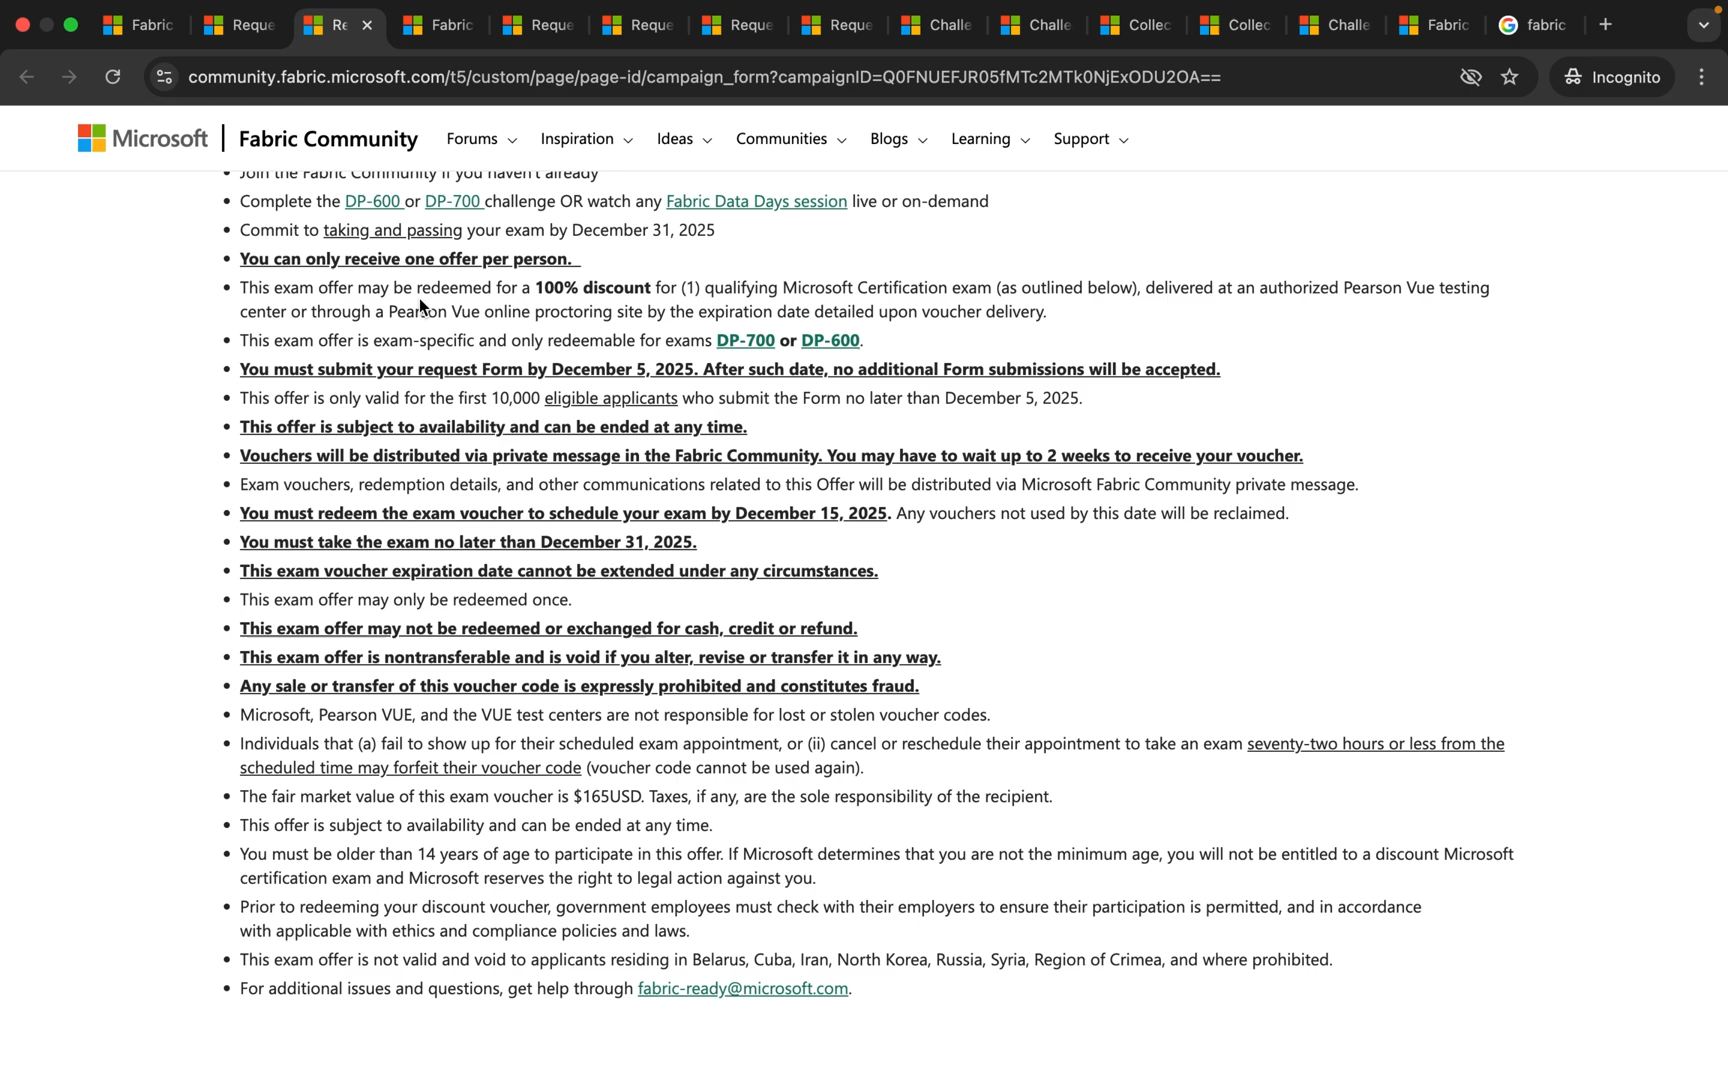 Fabric
Reque
Re
Fabric
Reque
Reque
Reque
Reque
Challe
Challe
Collec
Collec
Challe
Fabric
fabric
community.fabric.microsoft.com/t5/custom/page/page-id/campaign_form?campaignID=Q0FNUEFJR05fMTc2MTk0NjExODU2OA==
Incognito
Microsoft | Fabric Community Forums Inspiration Ideas Communities Blogs Learning Support
• Join the Fabric Community if you haven't already
• Complete the DP-600 or DP-700 challenge OR watch any Fabric Data Days session live or on-demand
• Commit to taking and passing your exam by December 31, 2025
• You can only receive one offer per person.
• This exam offer may be redeemed for a 100% discount for (1) qualifying Microsoft Certification exam (as outlined below), delivered at an authorized Pearson Vue testing
center or through a Pearson Vue online proctoring site by the expiration date detailed upon voucher delivery.
• This exam offer is exam-specific and only redeemable for exams DP-700 or DP-600.
• You must submit your request Form by December 5, 2025. After such date, no additional Form submissions will be accepted.
• This offer is only valid for the first 10,000 eligible applicants who submit the Form no later than December 5, 2025.
• This offer is subject to availability and can be ended at any time.
• Vouchers will be distributed via private message in the Fabric Community. You may have to wait up to 2 weeks to receive your voucher.
• Exam vouchers, redemption details, and other communications related to this Offer will be distributed via Microsoft Fabric Community private message.
• You must redeem the exam voucher to schedule your exam by December 15, 2025. Any vouchers not used by this date will be reclaimed.
• You must take the exam no later than December 31, 2025.
• This exam voucher expiration date cannot be extended under any circumstances.
• This exam offer may only be redeemed once.
• This exam offer may not be redeemed or exchanged for cash, credit or refund.
• This exam offer is nontransferable and is void if you alter, revise or transfer it in any way.
• Any sale or transfer of this voucher code is expressly prohibited and constitutes fraud.
• Microsoft, Pearson VUE, and the VUE test centers are not responsible for lost or stolen voucher codes.
• Individuals that (a) fail to show up for their scheduled exam appointment, or (ii) cancel or reschedule their appointment to take an exam seventy-two hours or less from the
scheduled time may forfeit their voucher code (voucher code cannot be used again).
• The fair market value of this exam voucher is $165USD. Taxes, if any, are the sole responsibility of the recipient.
• This offer is subject to availability and can be ended at any time.
• You must be older than 14 years of age to participate in this offer. If Microsoft determines that you are not the minimum age, you will not be entitled to a discount Microsoft
certification exam and Microsoft reserves the right to legal action against you.
• Prior to redeeming your discount voucher, government employees must check with their employers to ensure their participation is permitted, and in accordance
with applicable with ethics and compliance policies and laws.
• This exam offer is not valid and void to applicants residing in Belarus, Cuba, Iran, North Korea, Russia, Syria, Region of Crimea, and where prohibited.
• For additional issues and questions, get help through fabric-ready@microsoft.com.